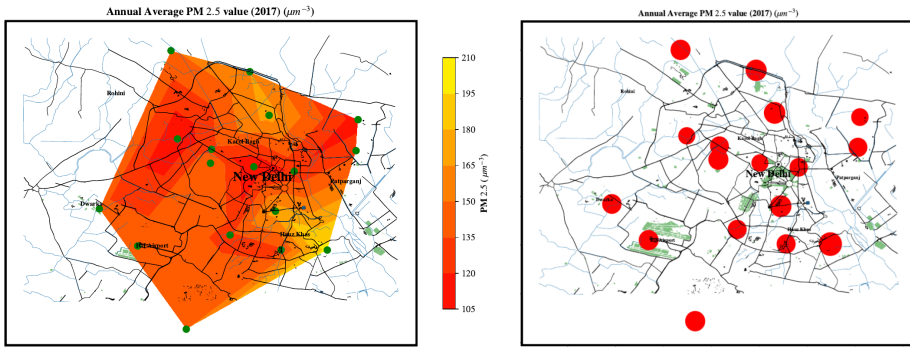 Annual Average PM 2.5 value (2017) (μm⁻³)
Rohini
Karol Bagh
New Delhi
Patparganj
Dwarka
Hauz Khas
IGI Airport
210
195
180
165
150
135
120
105
PM 2.5 (μm⁻³)
Annual Average PM 2.5 value (2017) (μm⁻³)
Rohini
Karol Bagh
New Delhi
Patparganj
Dwarka
Hauz Khas
IGI Airport